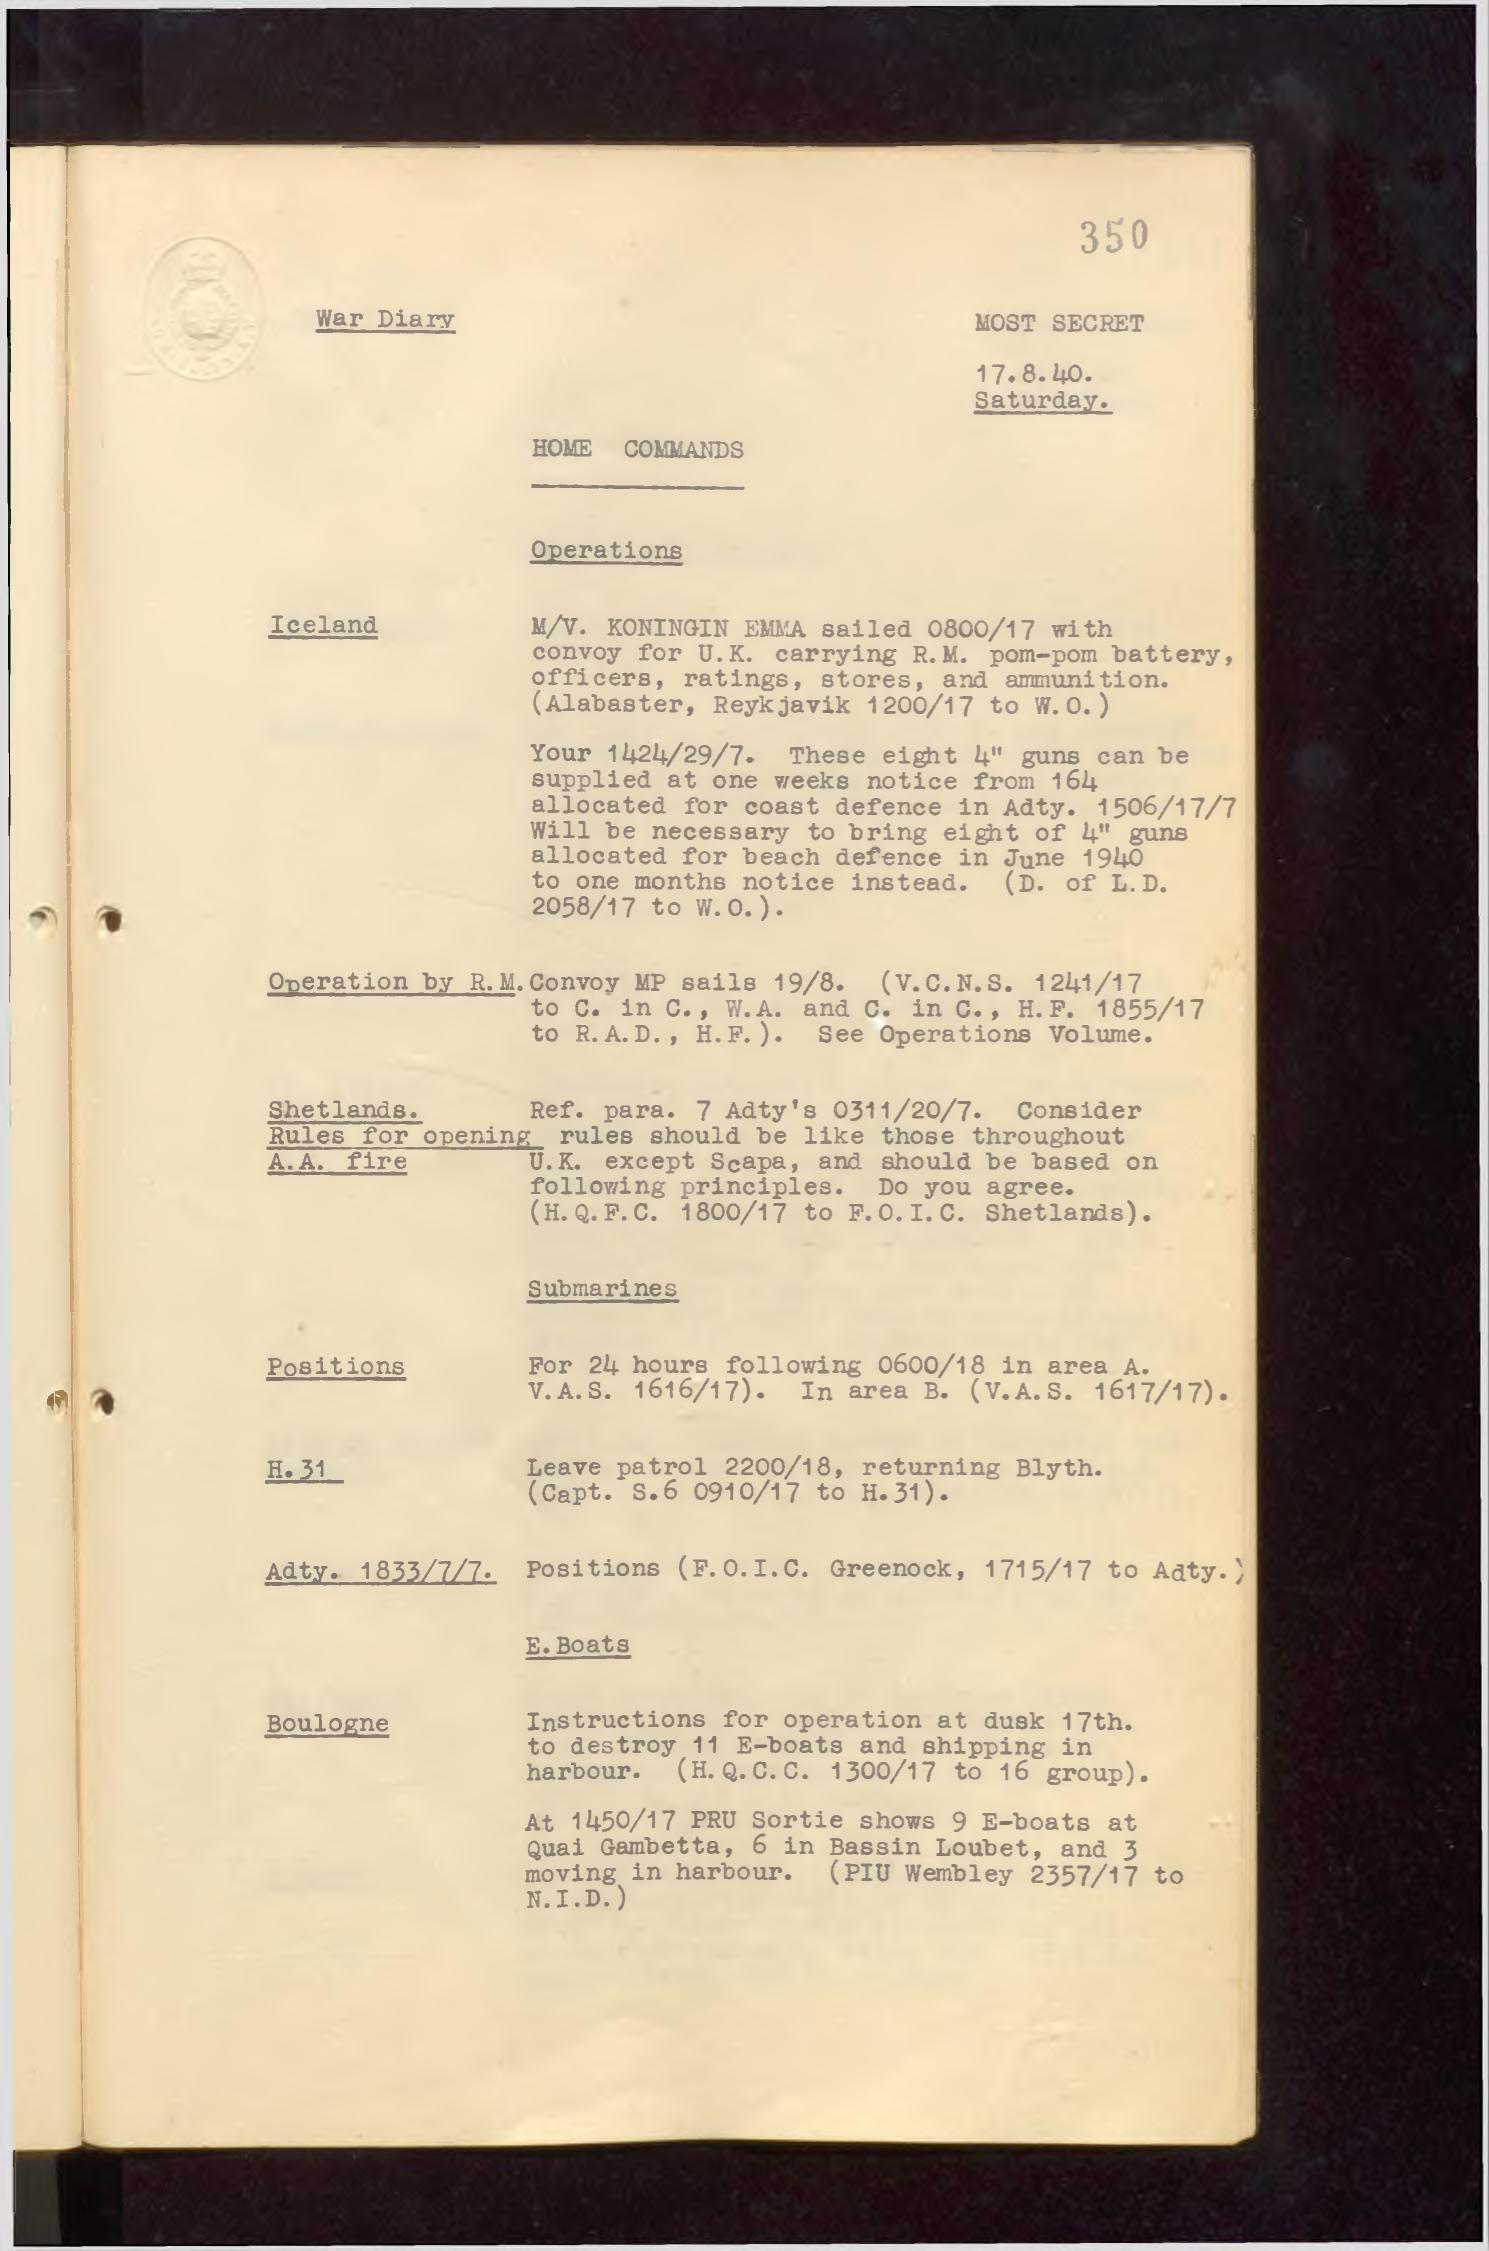 350
War Diary
MOST SECRET
17.8.40.
Saturday.
HOME COMMANDS
Operations
Iceland
M/V. KONINGIN EMMA sailed 0800/17 with
convoy for U.K. carrying R.M. pom-pom battery,
officers, ratings, stores, and ammunition.
(Alabaster, Reykjavik 1200/17 to W.O.)
Your 1424/29/7. These eight 4" guns can be
supplied at one weeks notice from 164
allocated for coast defence in Adty. 1506/17/7
Will be necessary to bring eight of 4" guns
allocated for beach defence in June 1940
to one months notice instead. (D. of L.D.
2058/17 to W.O.).
Operation by R.M. Convoy MP sails 19/8. (V.C.N.S. 1241/17
to C. in C., W.A. and C. in C., H.F. 1855/17
to R.A.D., H.F.). See Operations Volume.
Shetlands. Ref. para. 7 Adty's 0311/20/7. Consider
Rules for opening rules should be like those throughout
A.A. fire U.K. except Scapa, and should be based on
following principles. Do you agree.
(H.Q.F.C. 1800/17 to F.O.I.C. Shetlands).
Submarines
Positions For 24 hours following 0600/18 in area A.
V.A.S. 1616/17). In area B. (V.A.S. 1617/17).
H.31 Leave patrol 2200/18, returning Blyth.
(Capt. S.6 0910/17 to H.31).
Adty. 1833/7/7. Positions (F.O.I.C. Greenock, 1715/17 to Adty.)
E.Boats
Boulogne Instructions for operation at dusk 17th.
to destroy 11 E-boats and shipping in
harbour. (H.Q.C.C. 1300/17 to 16 group).
At 1450/17 PRU Sortie shows 9 E-boats at
Quai Gambetta, 6 in Bassin Loubet, and 3
moving in harbour. (PIU Wembley 2357/17 to
N.I.D.)